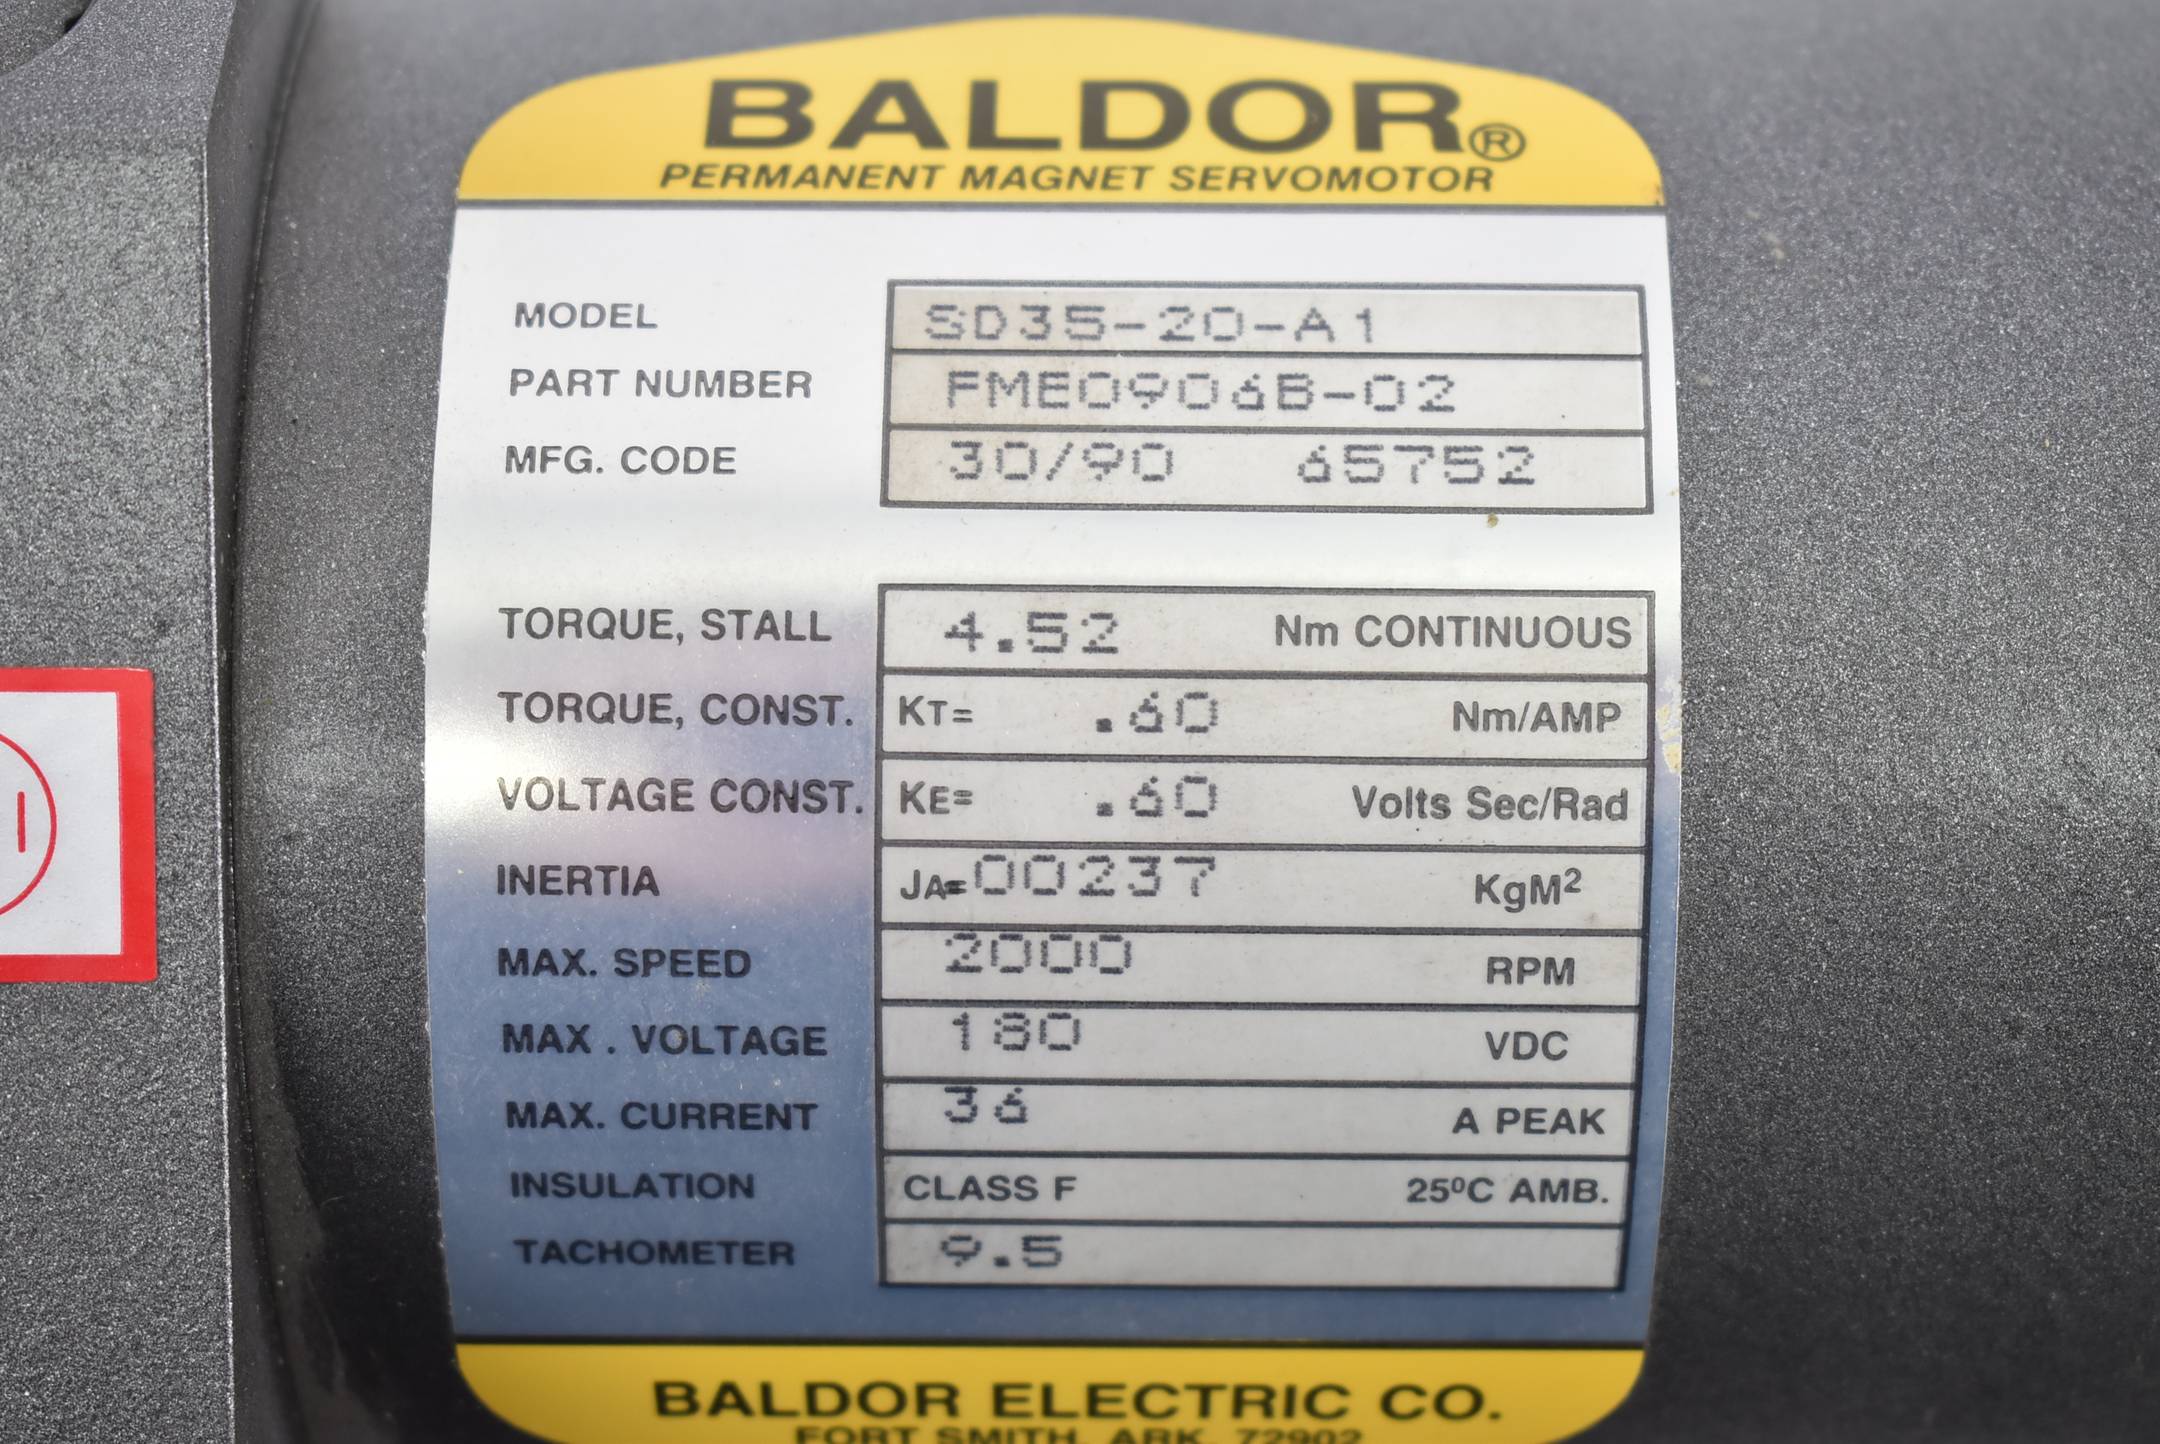 BALDOR®
PERMANENT MAGNET SERVOMOTOR
MODEL SD35-20-A1
PART NUMBER FME0906B-02
MFG. CODE 30/90 65752
TORQUE, STALL 4.52 Nm CONTINUOUS
TORQUE, CONST. KT= .60 Nm/AMP
VOLTAGE CONST. KE= .60 Volts Sec/Rad
INERTIA JA=.00237 KgM²
MAX. SPEED 2000 RPM
MAX . VOLTAGE 180 VDC
MAX. CURRENT 36 A PEAK
INSULATION CLASS F 25ºC AMB.
TACHOMETER 9.5
BALDOR ELECTRIC CO.
FORT SMITH, ARK. 72902